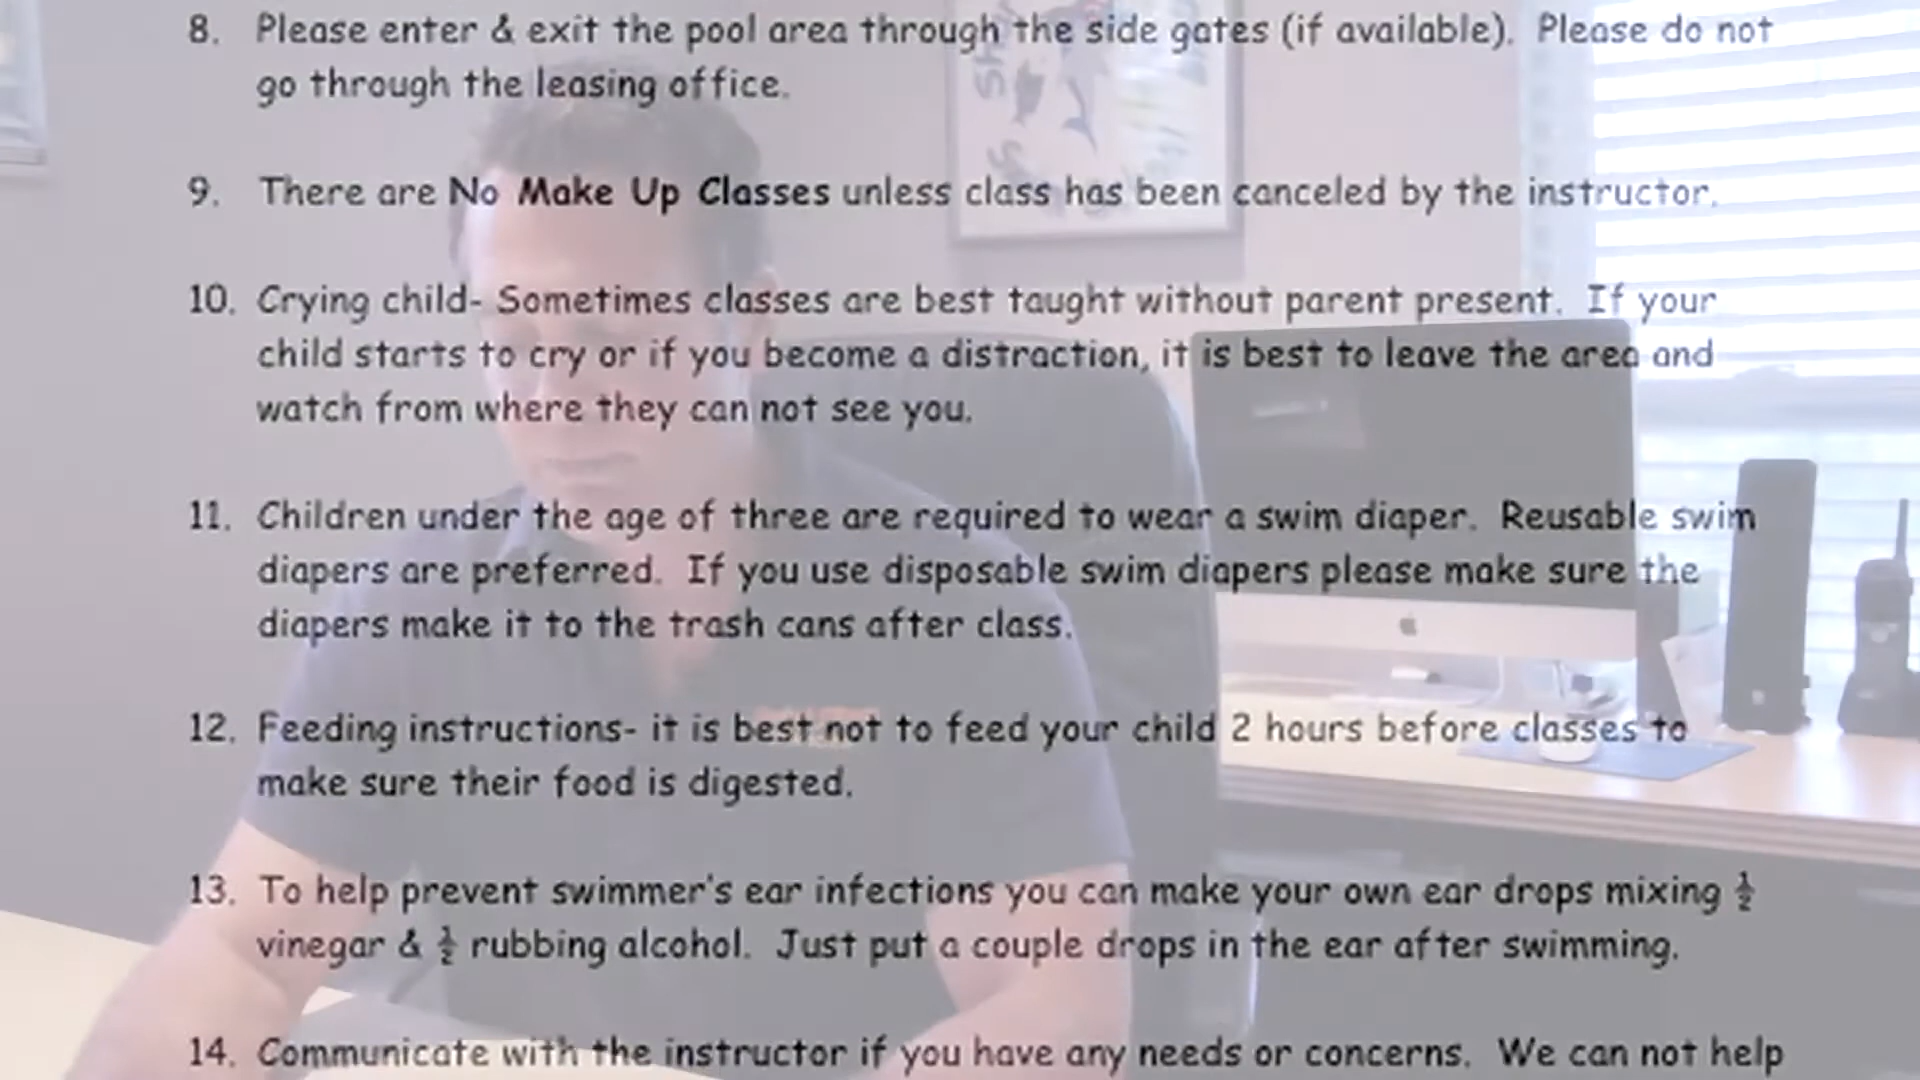 8. Please enter & exit the pool area through the side gates (if available). Please do not
go through the leasing office.
9. There are No Make Up Classes unless class has been canceled by the instructor.
10. Crying child- Sometimes classes are best taught without parent present. If your
child starts to cry or if you become a distraction, it is best to leave the area and
watch from where they can not see you.
11. Children under the age of three are required to wear a swim diaper. Reusable swim
diapers are preferred. If you use disposable swim diapers please make sure the
diapers make it to the trash cans after class.
12. Feeding instructions- it is best not to feed your child 2 hours before classes to
make sure their food is digested.
13. To help prevent swimmer's ear infections you can make your own ear drops mixing ½
vinegar & ½ rubbing alcohol. Just put a couple drops in the ear after swimming.
14. Communicate with the instructor if you have any needs or concerns. We can not help